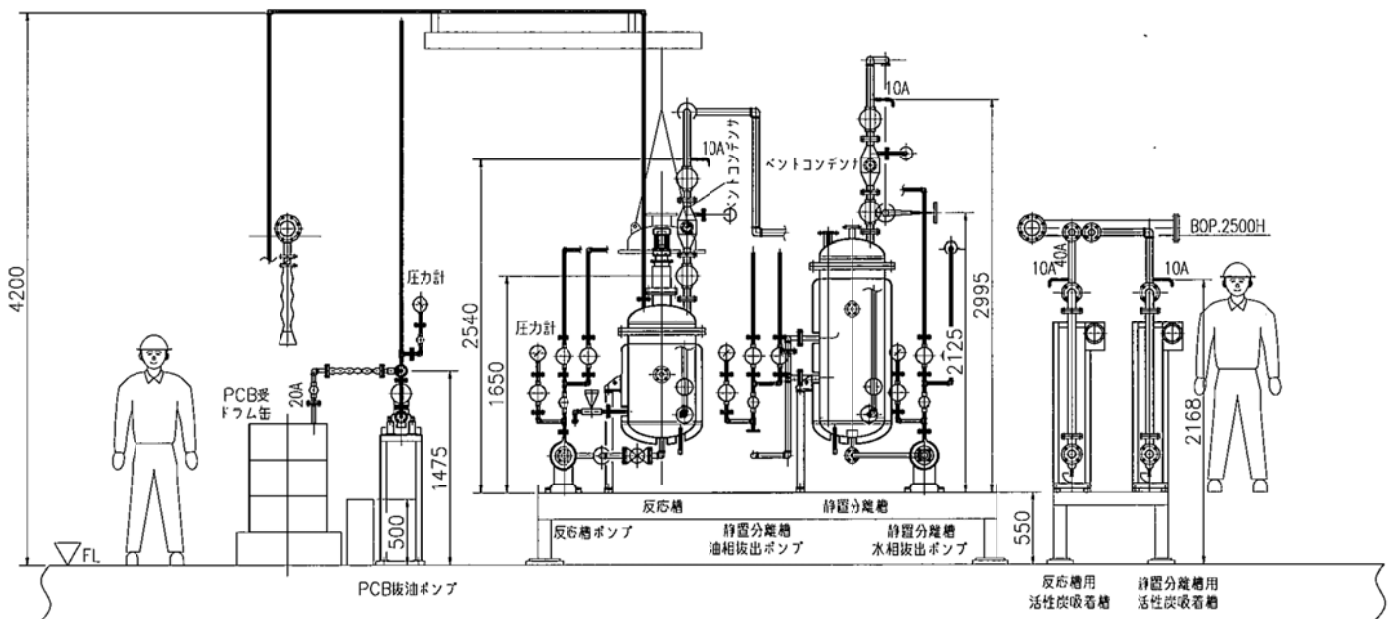 4200
FL
PCB受
ドラム缶
20A
圧力計
1475
500
PCB抜油ポンプ
2540
1650
圧力計
10A
ベントコンデンサ
ベントコンデンサ
10A
2995
2125
反応槽
静置分離槽
反応槽ポンプ
静置分離槽
油相抜出ポンプ
静置分離槽
水相抜出ポンプ
550
BOP.2500H
40A
10A
10A
2168
反応槽用
活性炭吸着槽
静置分離槽用
活性炭吸着槽